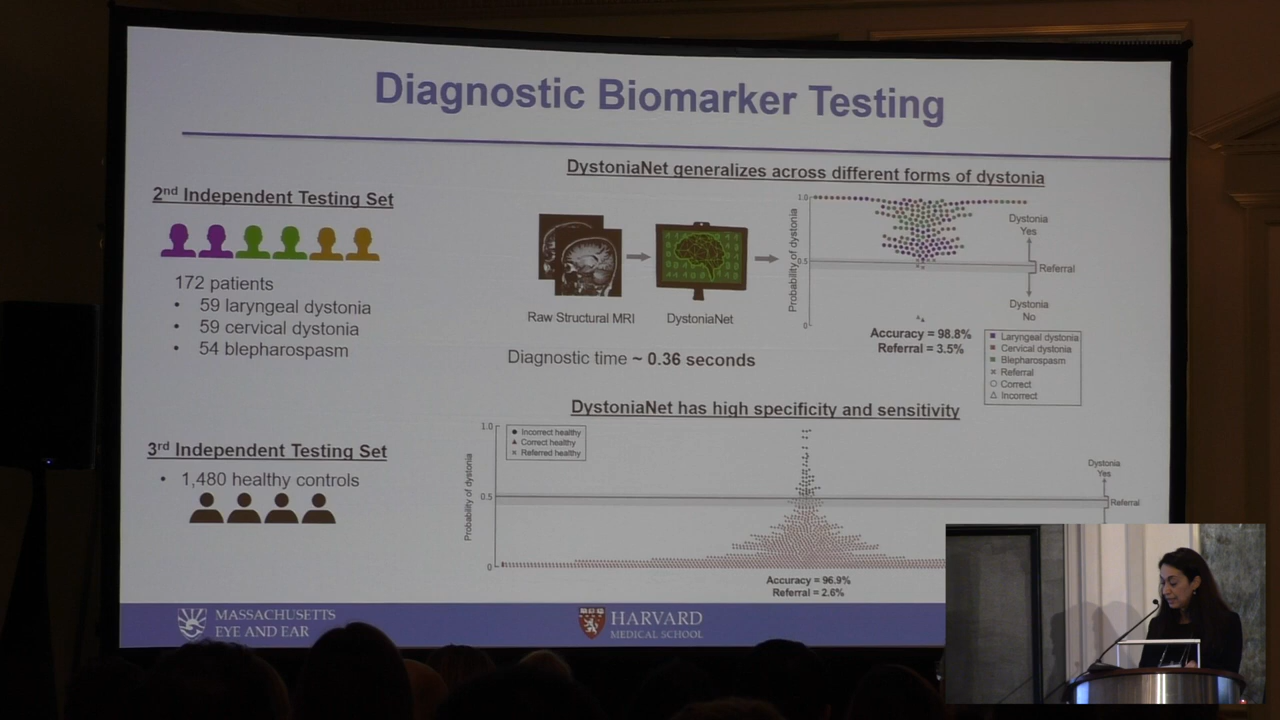 Diagnostic Biomarker Testing
2nd Independent Testing Set
172 patients
• 59 laryngeal dystonia
• 59 cervical dystonia
• 54 blepharospasm
3rd Independent Testing Set
• 1,480 healthy controls
DystoniaNet generalizes across different forms of dystonia
Raw Structural MRI
DystoniaNet
Diagnostic time ~ 0.36 seconds
Probability of dystonia
1.0
0.5
0
Dystonia
Yes
Referral
Dystonia
No
Accuracy = 98.8%
Referral = 3.5%
Laryngeal dystonia
Cervical dystonia
Blepharospasm
Referral
Correct
Incorrect
DystoniaNet has high specificity and sensitivity
Probability of dystonia
1.0
0.5
0
Incorrect healthy
Correct healthy
Referred healthy
Dystonia
Yes
Referral
Accuracy = 96.9%
Referral = 2.6%
MASSACHUSETTS
EYE AND EAR
HARVARD
MEDICAL SCHOOL